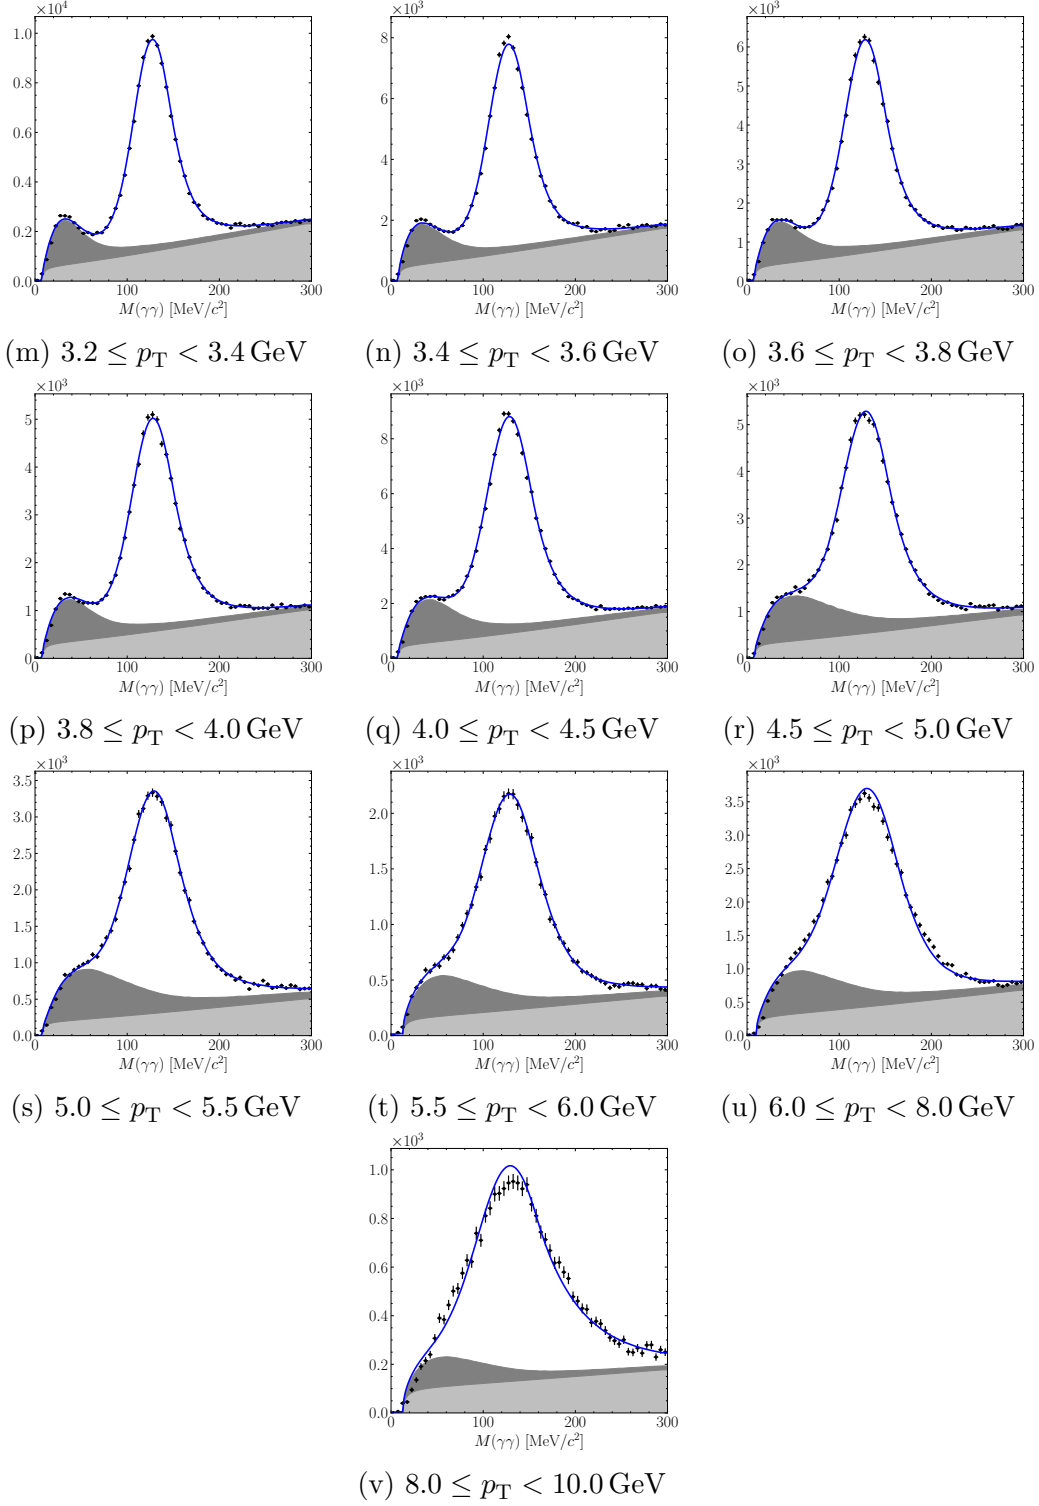 ×10⁴ ×10³ ×10³
1.0 0.8 0.6 0.4 0.2 0.0
8 6 4 2 0
6 5 4 3 2 1 0
0 100 200 300 0 100 200 300 0 100 200 300
M(γγ) [MeV/c²] M(γγ) [MeV/c²] M(γγ) [MeV/c²]
(m) 3.2 ≤ p_T < 3.4 GeV (n) 3.4 ≤ p_T < 3.6 GeV (o) 3.6 ≤ p_T < 3.8 GeV
×10³ ×10³ ×10³
5 4 3 2 1 0
8 6 4 2 0
5 4 3 2 1 0
0 100 200 300 0 100 200 300 0 100 200 300
M(γγ) [MeV/c²] M(γγ) [MeV/c²] M(γγ) [MeV/c²]
(p) 3.8 ≤ p_T < 4.0 GeV (q) 4.0 ≤ p_T < 4.5 GeV (r) 4.5 ≤ p_T < 5.0 GeV
×10³ ×10³ ×10³
3.5 3.0 2.5 2.0 1.5 1.0 0.5 0.0
2.0 1.5 1.0 0.5 0.0
3.5 3.0 2.5 2.0 1.5 1.0 0.5 0.0
0 100 200 300 0 100 200 300 0 100 200 300
M(γγ) [MeV/c²] M(γγ) [MeV/c²] M(γγ) [MeV/c²]
(s) 5.0 ≤ p_T < 5.5 GeV (t) 5.5 ≤ p_T < 6.0 GeV (u) 6.0 ≤ p_T < 8.0 GeV
×10³
1.0 0.8 0.6 0.4 0.2 0.0
0 100 200 300
M(γγ) [MeV/c²]
(v) 8.0 ≤ p_T < 10.0 GeV